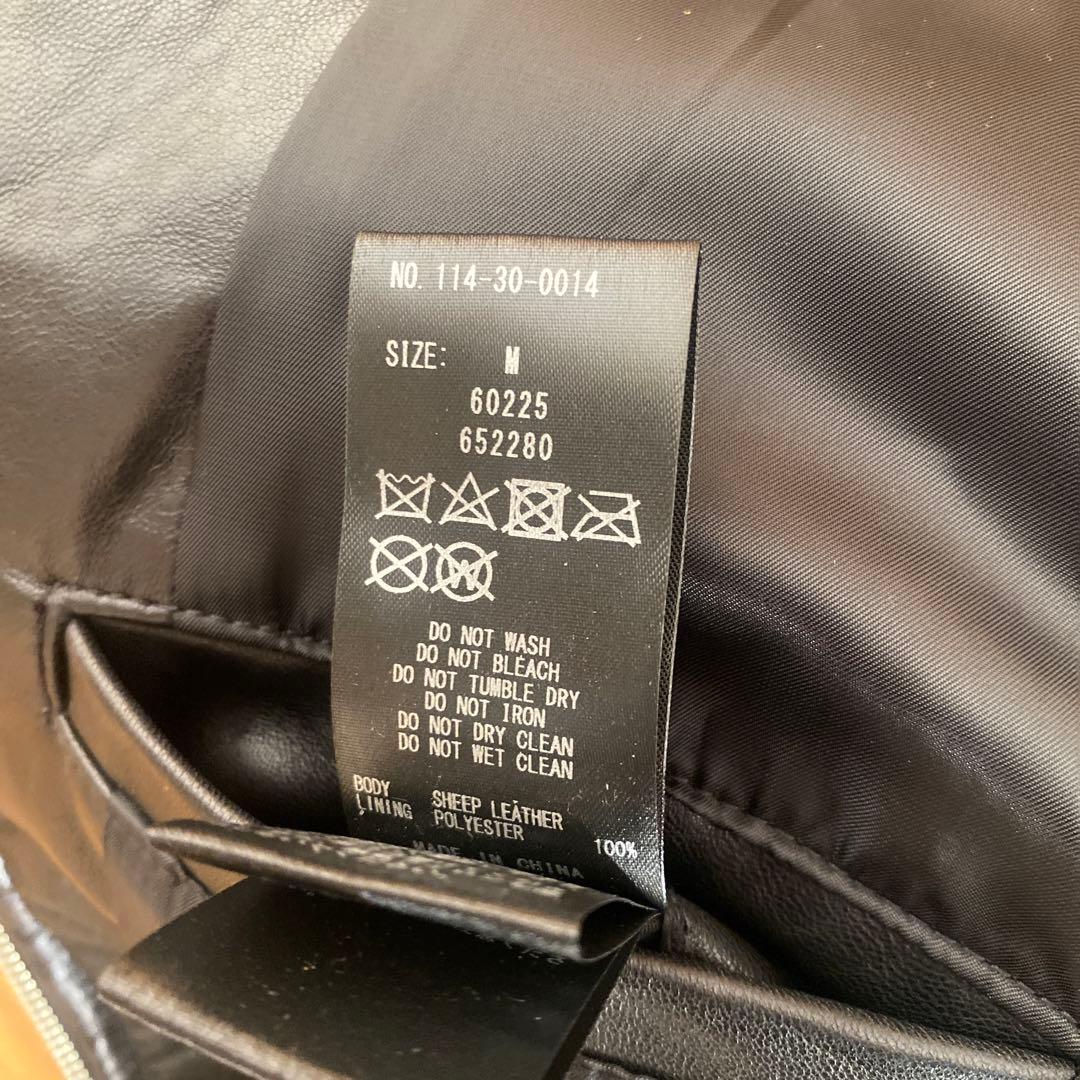 NO. 114-30-0014
SIZE: M
60225
652280
W
DO NOT WASH
DO NOT BLEACH
DO NOT TUMBLE DRY
DO NOT IRON
DO NOT DRY CLEAN
DO NOT WET CLEAN
BODY SHEEP LEATHER
LINING POLYESTER 100%
MADE IN CHINA